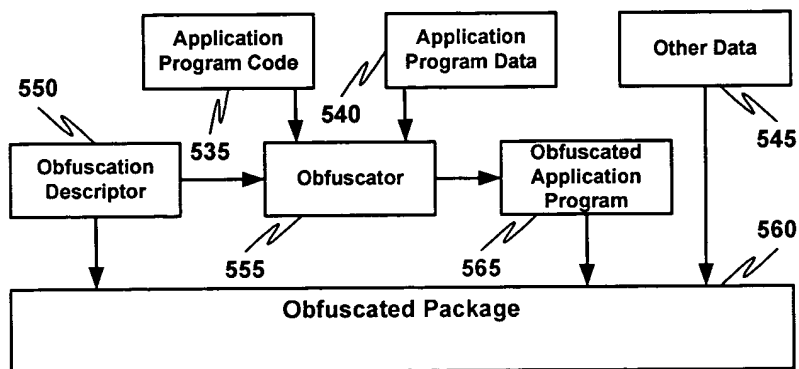 Application
Program Code
Application
Program Data
Other Data
550
535
540
545
Obfuscation
Descriptor
Obfuscator
Obfuscated
Application
Program
555
565
560
Obfuscated Package